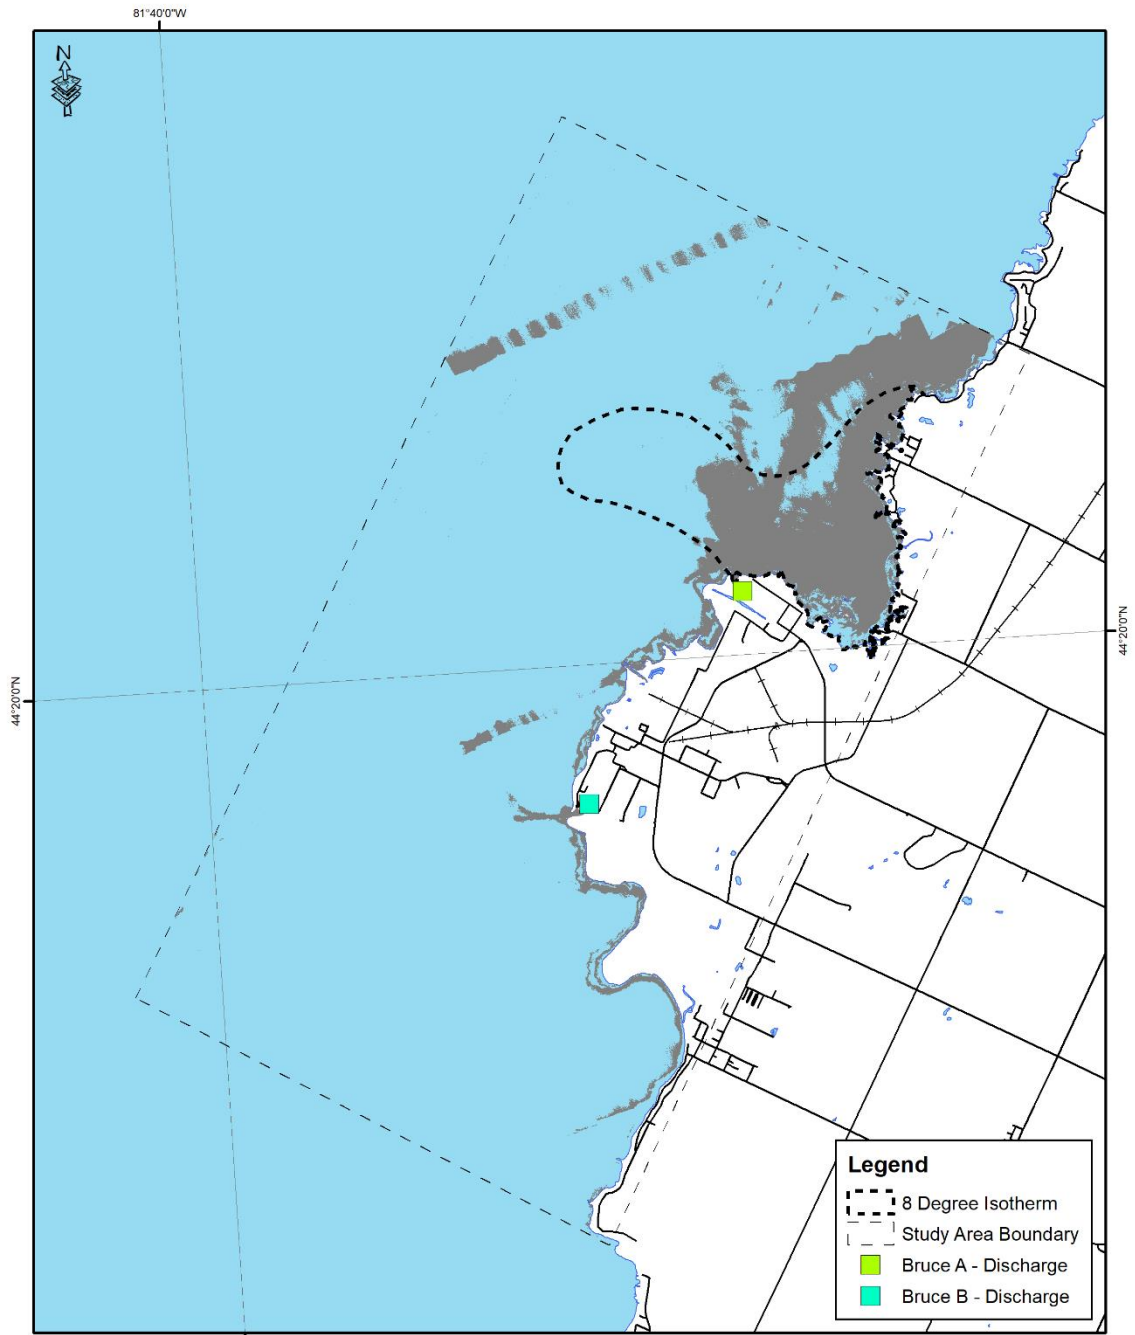 81°40'0"W
N
44°20'0"N
44°20'0"N
Legend
8 Degree Isotherm
Study Area Boundary
Bruce A - Discharge
Bruce B - Discharge